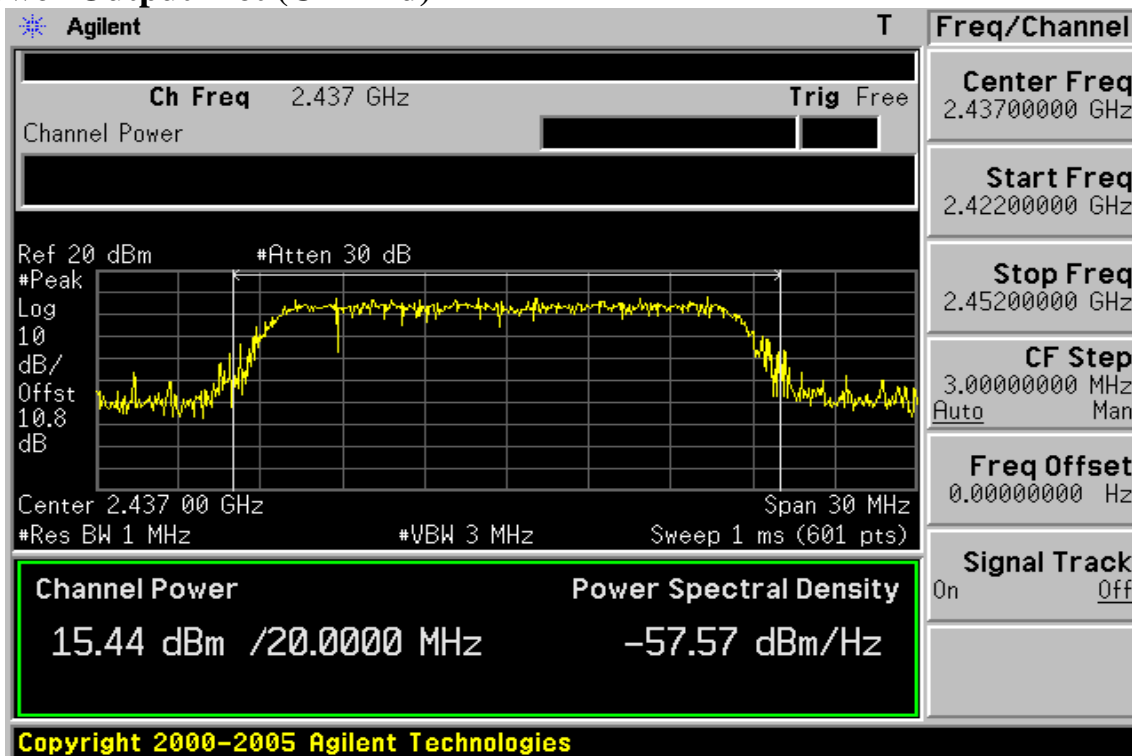 Agilent T Freq/Channel
Ch Freq 2.437 GHz Trig Free
Channel Power
Center Freq
2.43700000 GHz
Start Freq
2.42200000 GHz
Stop Freq
2.45200000 GHz
CF Step
3.00000000 MHz
Auto Man
Freq Offset
0.00000000 Hz
Signal Track
On Off
Ref 20 dBm #Atten 30 dB
#Peak
Log
10
dB/
Offst
10.8
dB
Center 2.437 00 GHz Span 30 MHz
#Res BW 1 MHz #VBW 3 MHz Sweep 1 ms (601 pts)
Channel Power Power Spectral Density
15.44 dBm /20.0000 MHz -57.57 dBm/Hz
Copyright 2000-2005 Agilent Technologies